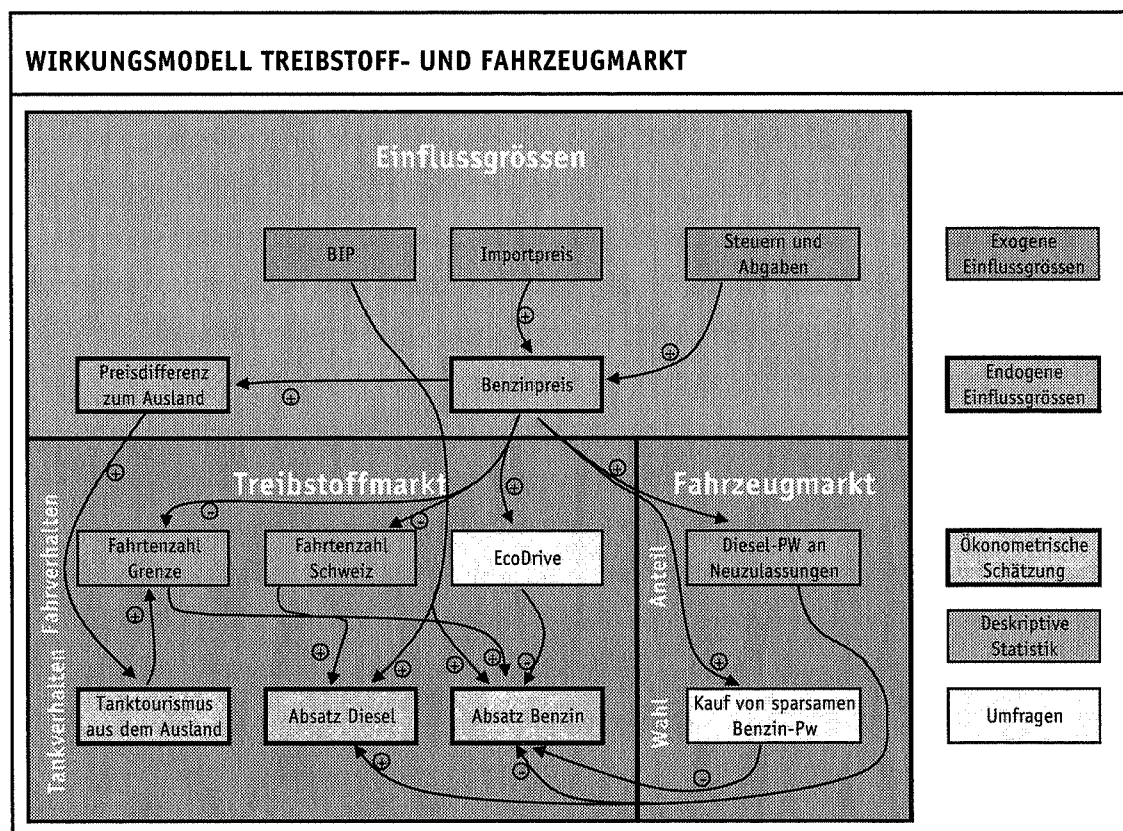 WIRKUNGSMODELL TREIBSTOFF- UND FAHRZEUGMARKT
Einflussgrössen
BIP
Importpreis
Steuern und
Abgaben
Exogene
Einflussgrössen
+
+
Preisdifferenz
zum Ausland
+
Benzinpreis
Endogene
Einflussgrössen
Treibstoffmarkt
Fahrzeugmarkt
+
+
+
-
-
Fahrverhalten
Fahrtenzahl
Grenze
Fahrtenzahl
Schweiz
EcoDrive
Anteil
Diesel-PW an
Neuzulassungen
Ökonometrische
Schätzung
+
+
+
+
+
-
+
Deskriptive
Statistik
Tankverhalten
Tanktourismus
aus dem Ausland
Absatz Diesel
Absatz Benzin
Wahl
Kauf von sparsamen
Benzin-Pw
Umfragen
+
-
-